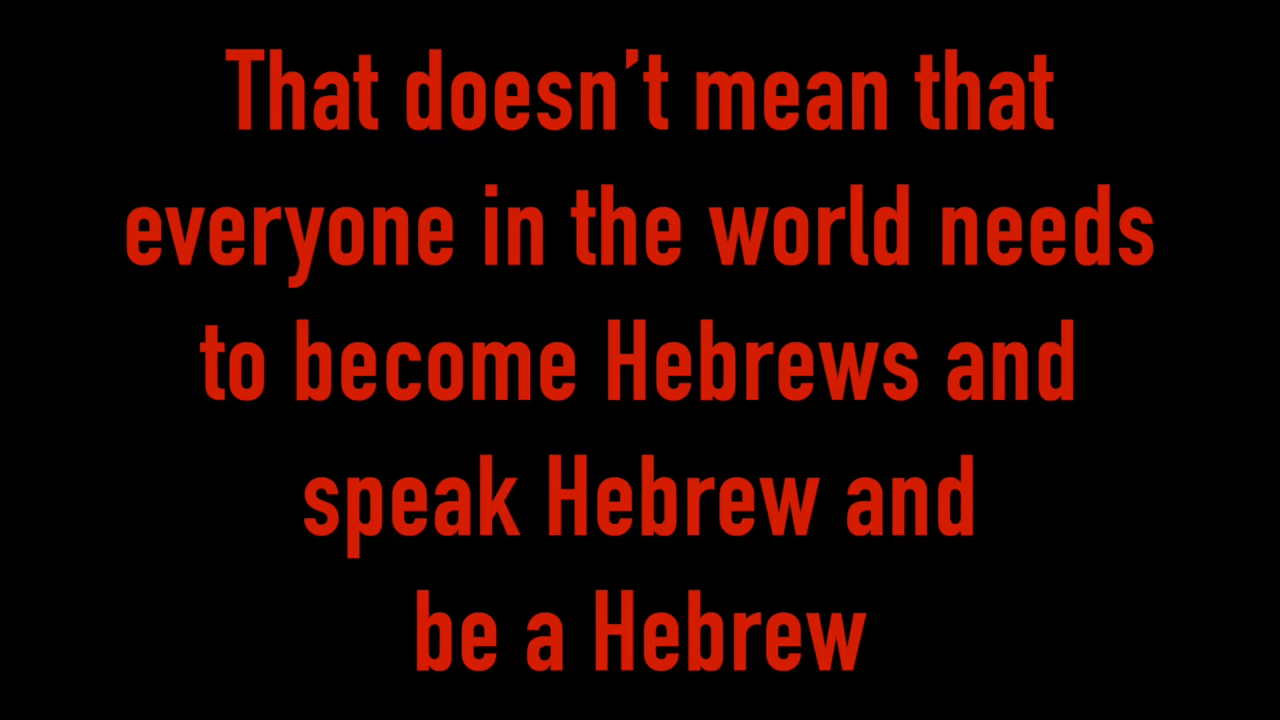 That doesn’t mean that
everyone in the world needs
to become Hebrews and
speak Hebrew and
be a Hebrew